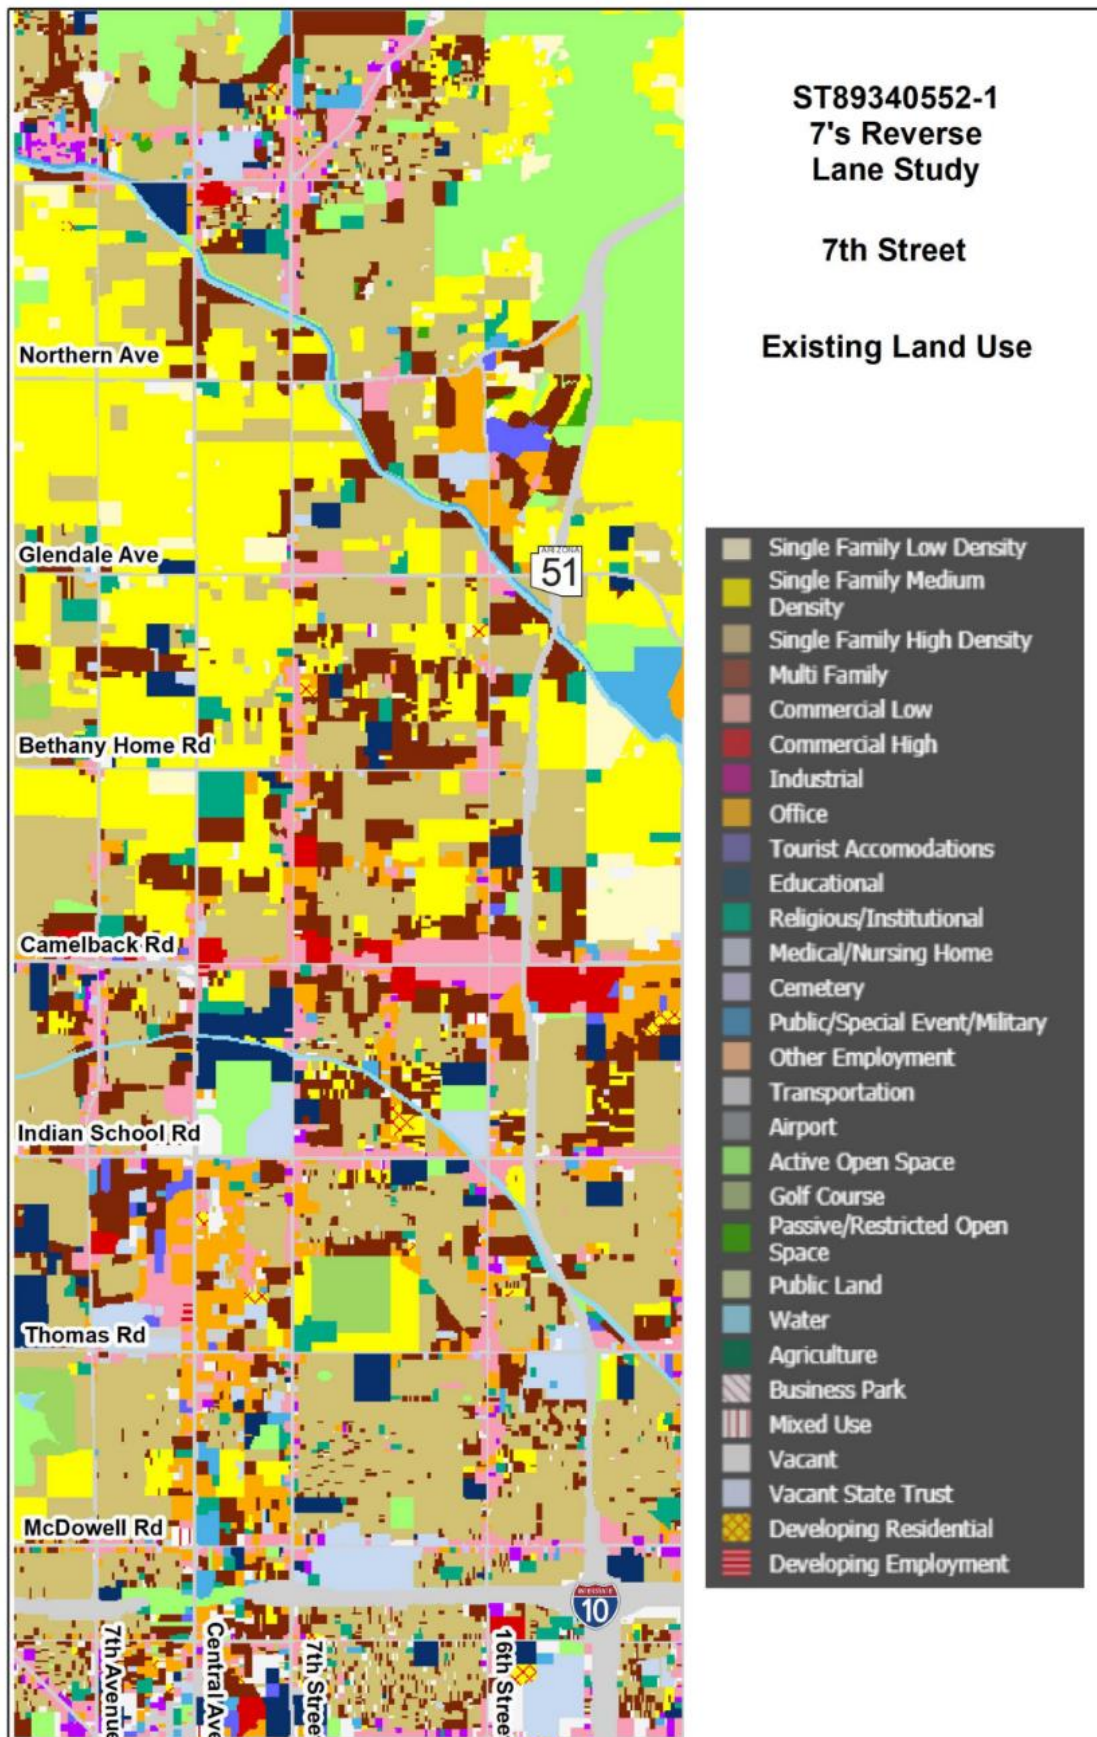 ST89340552-1
7's Reverse
Lane Study
7th Street
Existing Land Use
Northern Ave
Glendale Ave
ARIZONA
51
Bethany Home Rd
Camelback Rd
Indian School Rd
Thomas Rd
McDowell Rd
10
7th Avenue
Central Ave
7th Street
16th Street
Single Family Low Density
Single Family Medium
Density
Single Family High Density
Multi Family
Commercial Low
Commercial High
Industrial
Office
Tourist Accomodations
Educational
Religious/Institutional
Medical/Nursing Home
Cemetery
Public/Special Event/Military
Other Employment
Transportation
Airport
Active Open Space
Golf Course
Passive/Restricted Open
Space
Public Land
Water
Agriculture
Business Park
Mixed Use
Vacant
Vacant State Trust
Developing Residential
Developing Employment